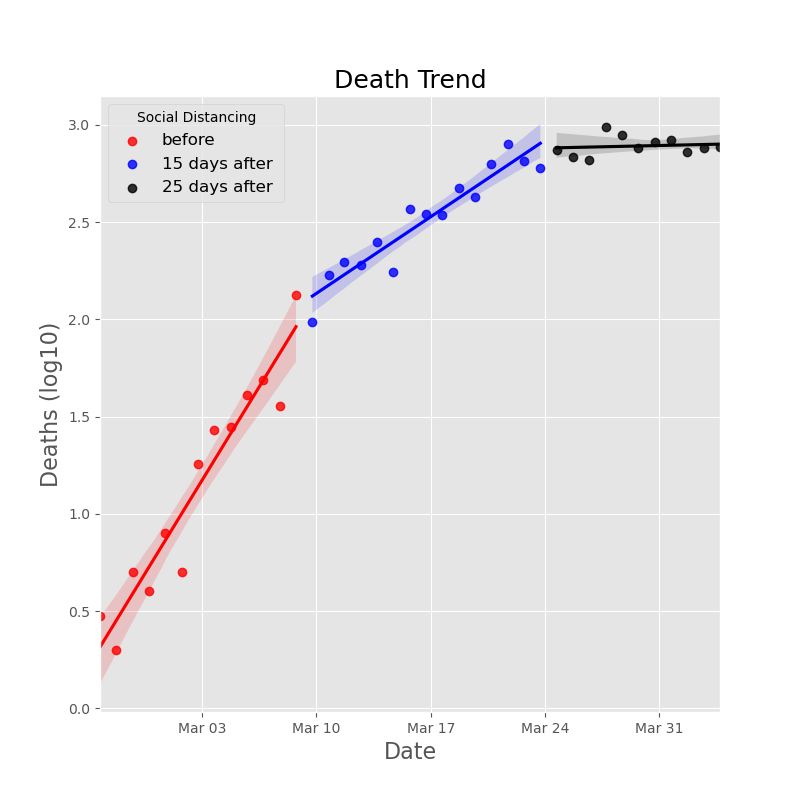 Death Trend
Social Distancing
before
15 days after
25 days after
3.0
2.5
2.0
1.5
1.0
0.5
0.0
Deaths (log10)
Mar 03 Mar 10 Mar 17 Mar 24 Mar 31
Date